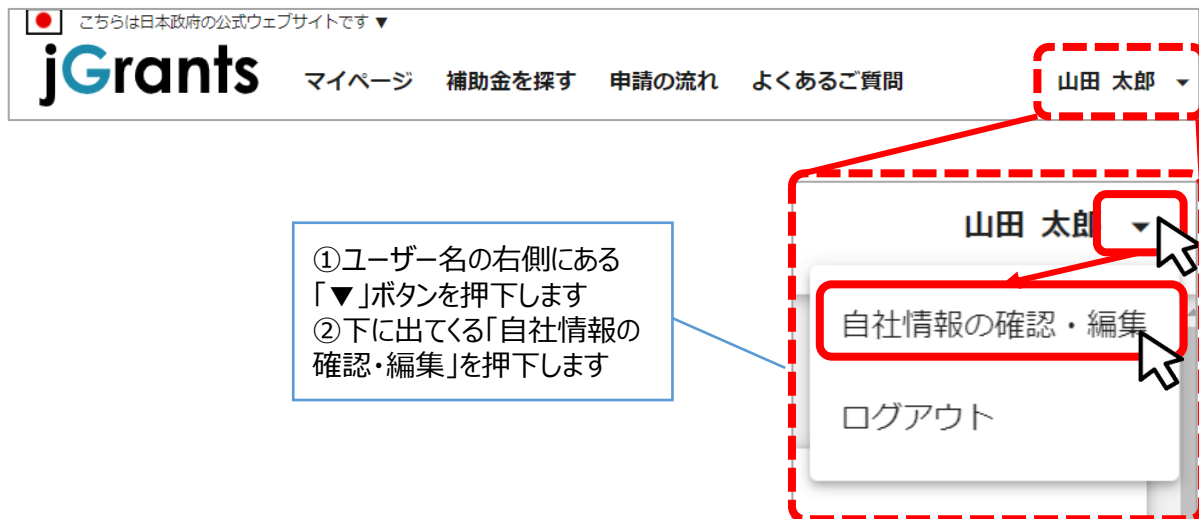 こちらは日本政府の公式ウェブサイトです ▼
jGrants マイページ 補助金を探す 申請の流れ よくあるご質問 山田 太郎 ▼
山田 太郎 ▼
①ユーザー名の右側にある
「▼」ボタンを押下します
②下に出てくる「自社情報の
確認・編集」を押下します
自社情報の確認・編集
ログアウト